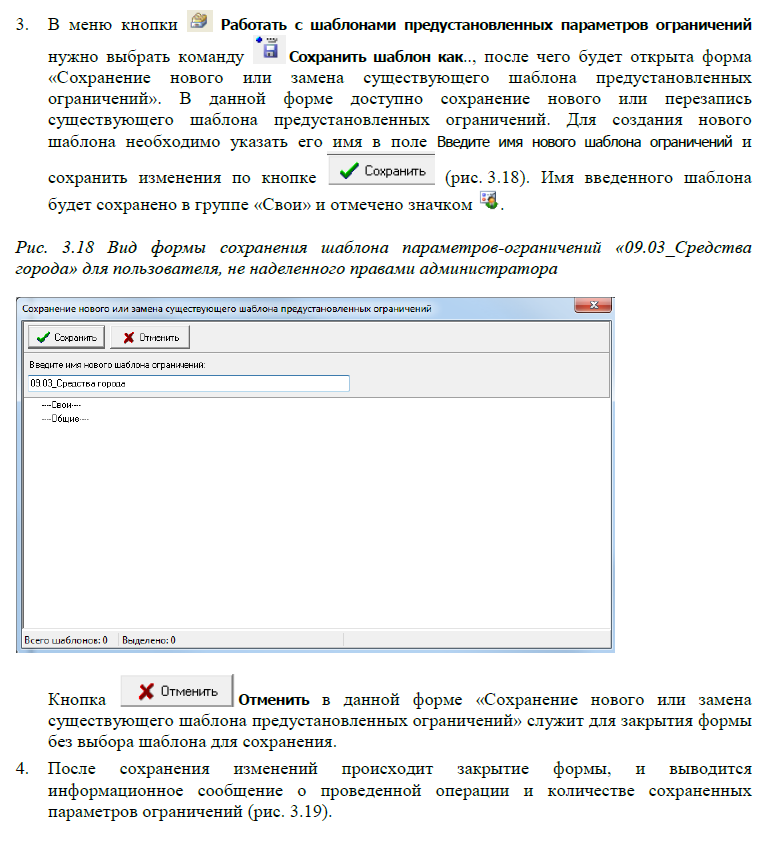 3. В меню кнопки Работать с шаблонами предустановленных параметров ограничений
нужно выбрать команду Сохранить шаблон как.., после чего будет открыта форма
«Сохранение нового или замена существующего шаблона предустановленных
ограничений». В данной форме доступно сохранение нового или перезапись
существующего шаблона предустановленных ограничений. Для создания нового
шаблона необходимо указать его имя в поле Введите имя нового шаблона ограничений и
сохранить изменения по кнопке Сохранить (рис. 3.18). Имя введенного шаблона
будет сохранено в группе «Свои» и отмечено значком .
Рис. 3.18 Вид формы сохранения шаблона параметров-ограничений «09.03_Средства
города» для пользователя, не наделенного правами администратора
Сохранение нового или замена существующего шаблона предустановленных ограничений
Сохранить Отменить
Введите имя нового шаблона ограничений:
09.03_Средства города
---Свои---
---Общие---
Всего шаблонов: 0 Выделено: 0
Кнопка Отменить Отменить в данной форме «Сохранение нового или замена
существующего шаблона предустановленных ограничений» служит для закрытия формы
без выбора шаблона для сохранения.
4. После сохранения изменений происходит закрытие формы, и выводится
информационное сообщение о проведенной операции и количестве сохраненных
параметров ограничений (рис. 3.19).